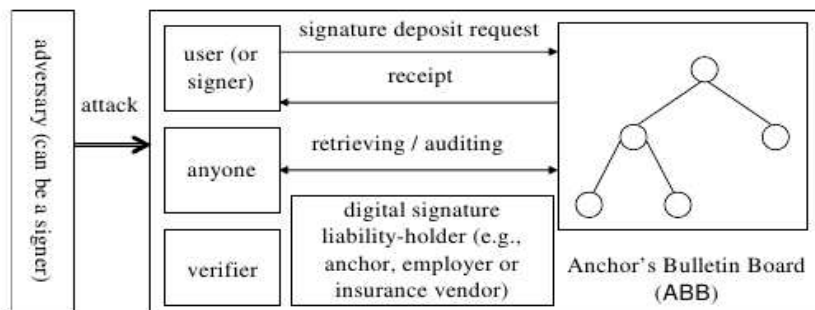 adversary (can be
a signer)
attack
user (or
signer)
signature deposit request
receipt
anyone
retrieving / auditing
verifier
digital signature
liability-holder (e.g.,
anchor, employer or
insurance vendor)
Anchor's Bulletin Board
(ABB)